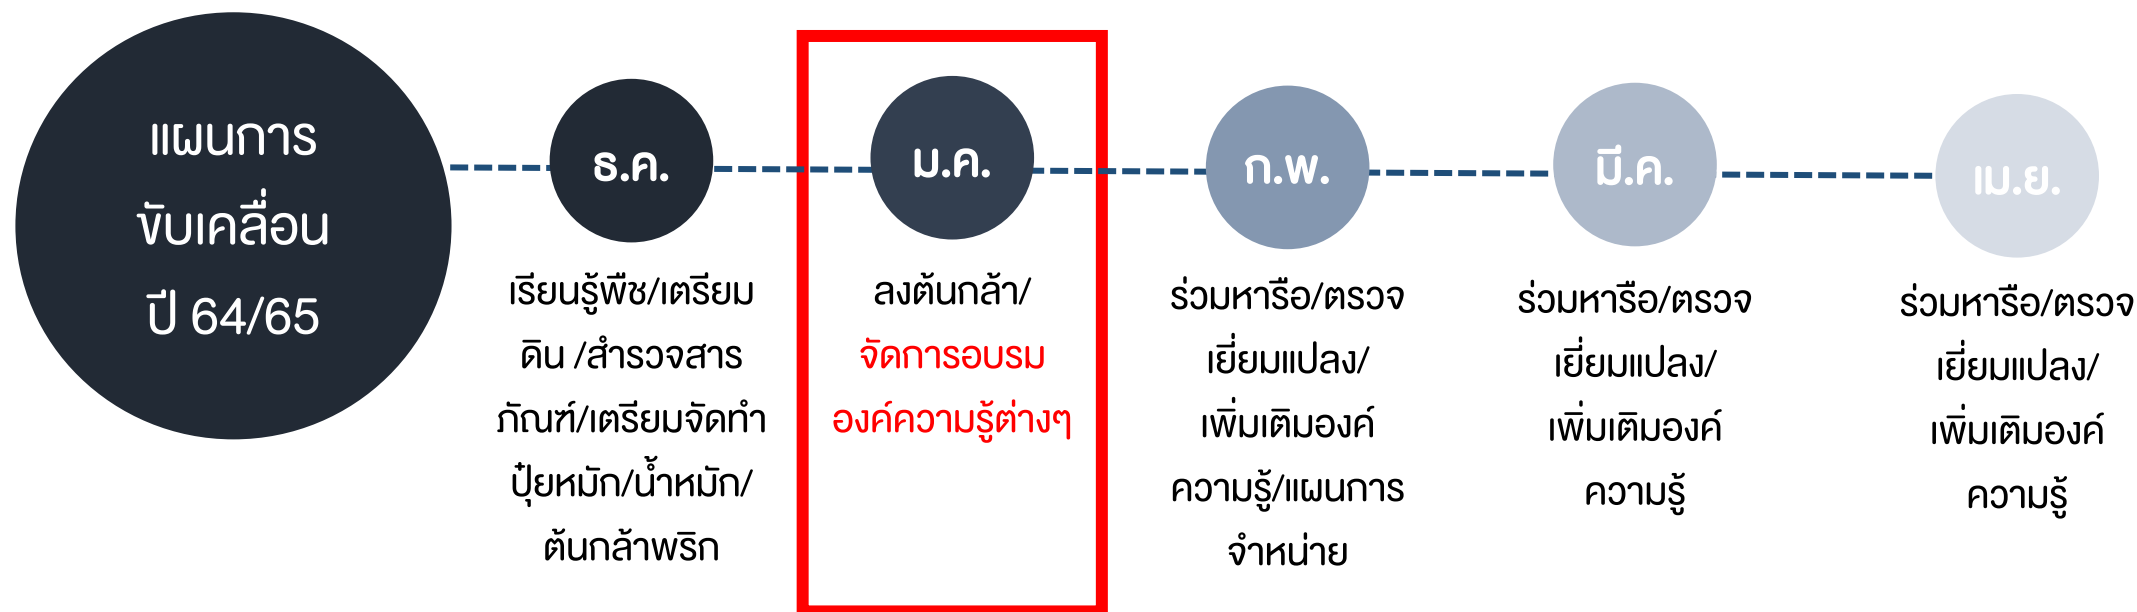 แผนการ
ขับเคลื่อน
ปี 64/65
ธ.ค.
เรียนรู้พืช/เตรียม
ดิน /สำรวจสาร
ภัณฑ์/เตรียมจัดทำ
ปุ๋ยหมัก/น้ำหมัก/
ต้นกล้าพริก
ม.ค.
ลงต้นกล้า/
จัดการอบรม
องค์ความรู้ต่างๆ
ก.พ.
ร่วมหารือ/ตรวจ
เยี่ยมแปลง/
เพิ่มเติมองค์
ความรู้/แผนการ
จำหน่าย
มี.ค.
ร่วมหารือ/ตรวจ
เยี่ยมแปลง/
เพิ่มเติมองค์
ความรู้
เม.ย.
ร่วมหารือ/ตรวจ
เยี่ยมแปลง/
เพิ่มเติมองค์
ความรู้